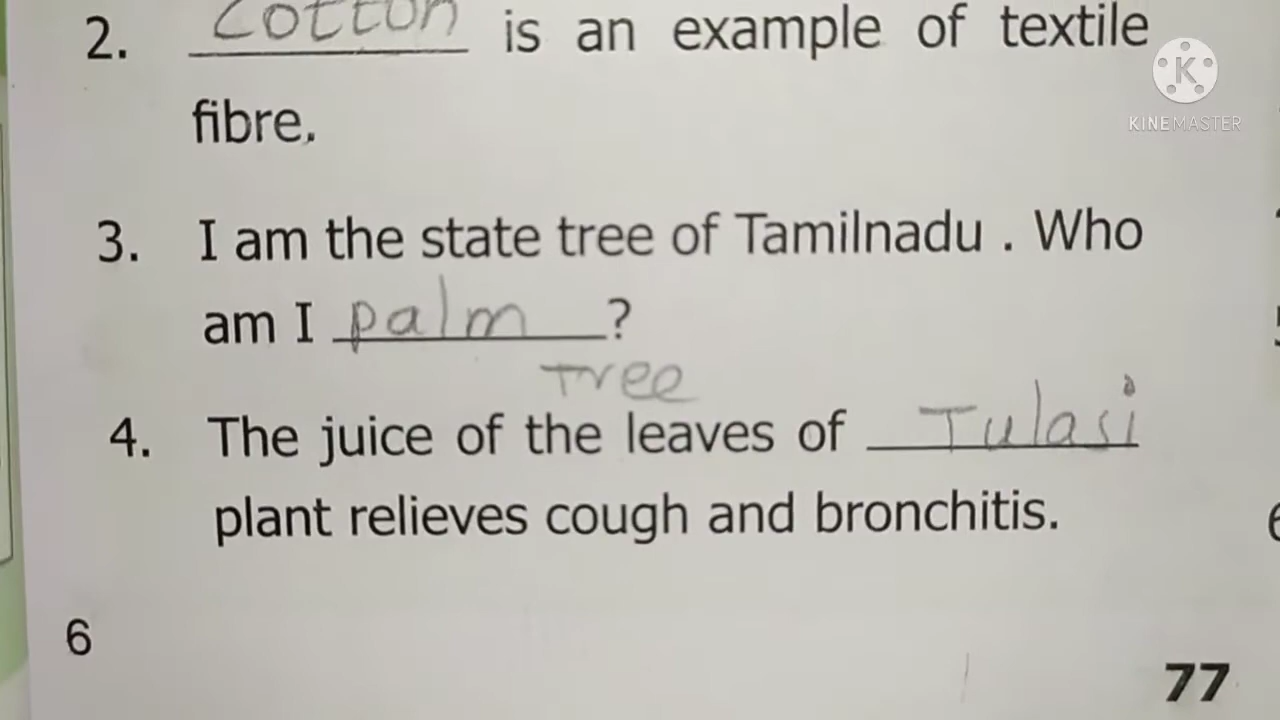 2. Cotton is an example of textile
fibre.
3. I am the state tree of Tamilnadu . Who
am I palm ?
Tree
4. The juice of the leaves of Tulasi
plant relieves cough and bronchitis.
6
77
K
KINEMASTER